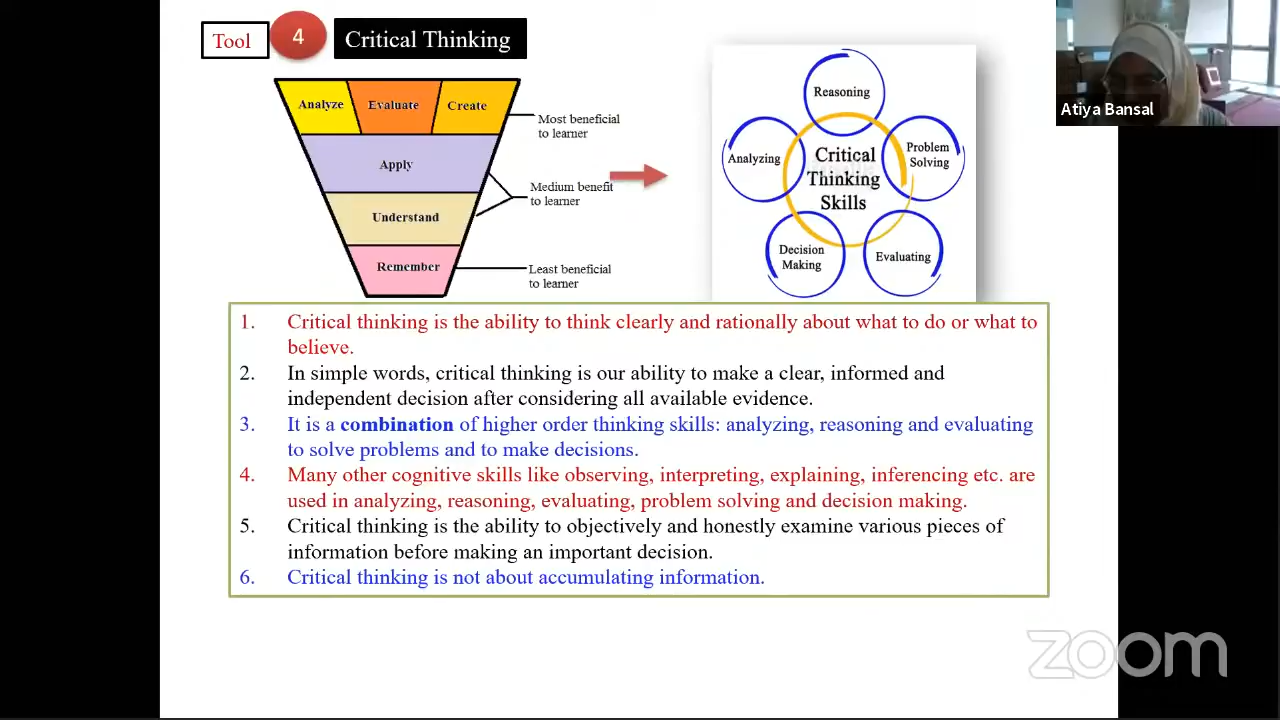 Tool
4
Critical Thinking
Analyze Evaluate Create
Apply
Understand
Remember
Most beneficial
to learner
Medium benefit
to learner
Least beneficial
to learner
Reasoning
Analyzing
Problem
Solving
Critical
Thinking
Skills
Decision
Making
Evaluating
Atiya Bansal
1. Critical thinking is the ability to think clearly and rationally about what to do or what to
believe.
2. In simple words, critical thinking is our ability to make a clear, informed and
independent decision after considering all available evidence.
3. It is a combination of higher order thinking skills: analyzing, reasoning and evaluating
to solve problems and to make decisions.
4. Many other cognitive skills like observing, interpreting, explaining, inferencing etc. are
used in analyzing, reasoning, evaluating, problem solving and decision making.
5. Critical thinking is the ability to objectively and honestly examine various pieces of
information before making an important decision.
6. Critical thinking is not about accumulating information.
zoom